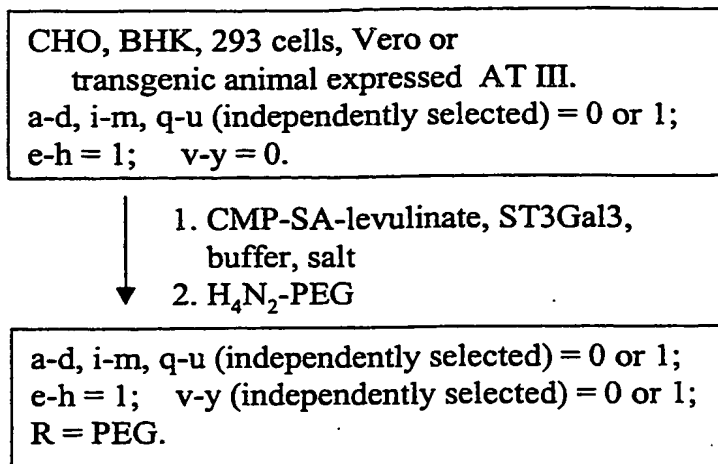 CHO, BHK, 293 cells, Vero or
transgenic animal expressed AT III.
a-d, i-m, q-u (independently selected) = 0 or 1;
e-h = 1; v-y = 0.
1. CMP-SA-levulinate, ST3Gal3,
buffer, salt
2. H₄N₂-PEG
a-d, i-m, q-u (independently selected) = 0 or 1;
e-h = 1; v-y (independently selected) = 0 or 1;
R = PEG.